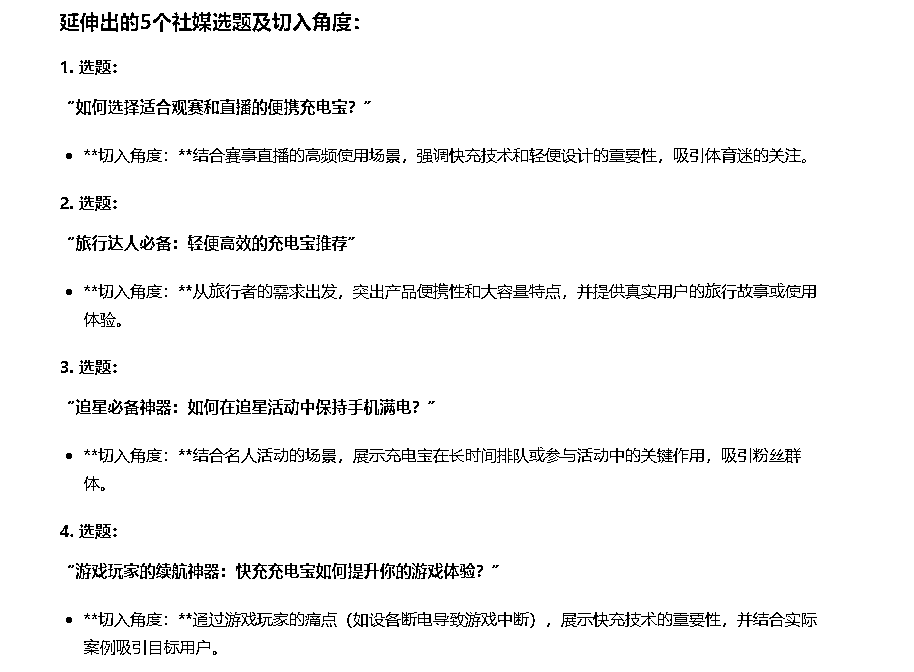 延伸出的5个社媒选题及切入角度：
1. 选题：
“如何选择适合观赛和直播的便携充电宝？”
• **切入角度：**结合赛事直播的高频使用场景，强调快充技术和轻便设计的重要性，吸引体育迷的关注。
2. 选题：
“旅行达人必备：轻便高效的充电宝推荐”
• **切入角度：**从旅行者的需求出发，突出产品便携性和大容量特点，并提供真实用户的旅行故事或使用
体验。
3. 选题：
“追星必备神器：如何在追星活动中保持手机满电？”
• **切入角度：**结合名人活动的场景，展示充电宝在长时间排队或参与活动中的关键作用，吸引粉丝群
体。
4. 选题：
“游戏玩家的续航神器：快充充电宝如何提升你的游戏体验？”
• **切入角度：**通过游戏玩家的痛点（如设备断电导致游戏中断），展示快充技术的重要性，并结合实际
案例吸引目标用户。